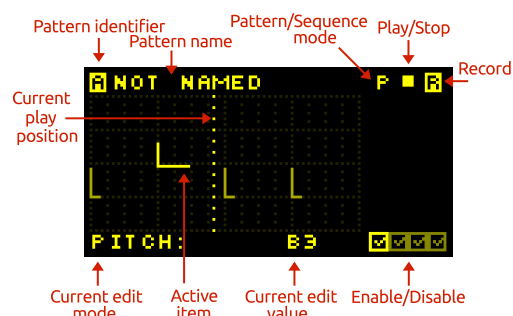 Pattern identifier
Pattern name
Pattern/Sequence
mode
Play/Stop
Record
A NOT NAMED P R
Current
play
position
PITCH: B3
Current edit
mode
Active
item
Current edit
value
Enable/Disable